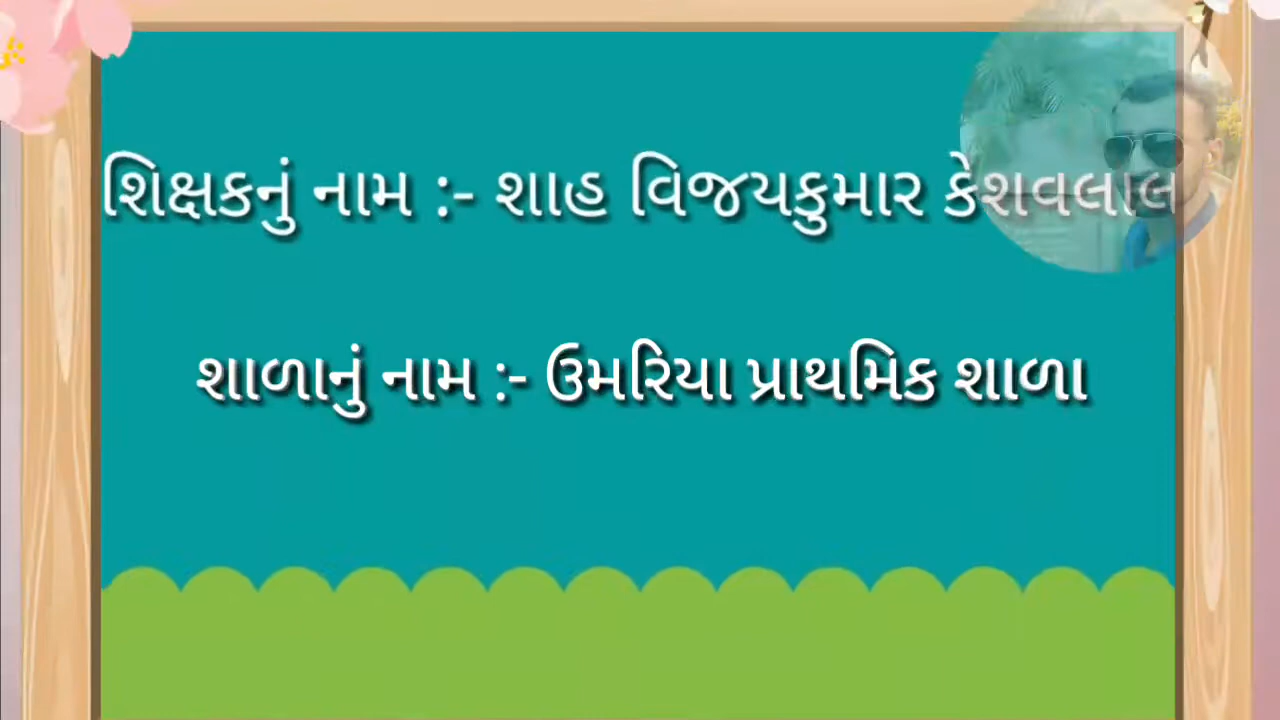 શિક્ષકનું નામ :- શાહ વિજયકુમાર કેશવલાલ
શાળાનું નામ :- ઉમરિયા પ્રાથમિક શાળા